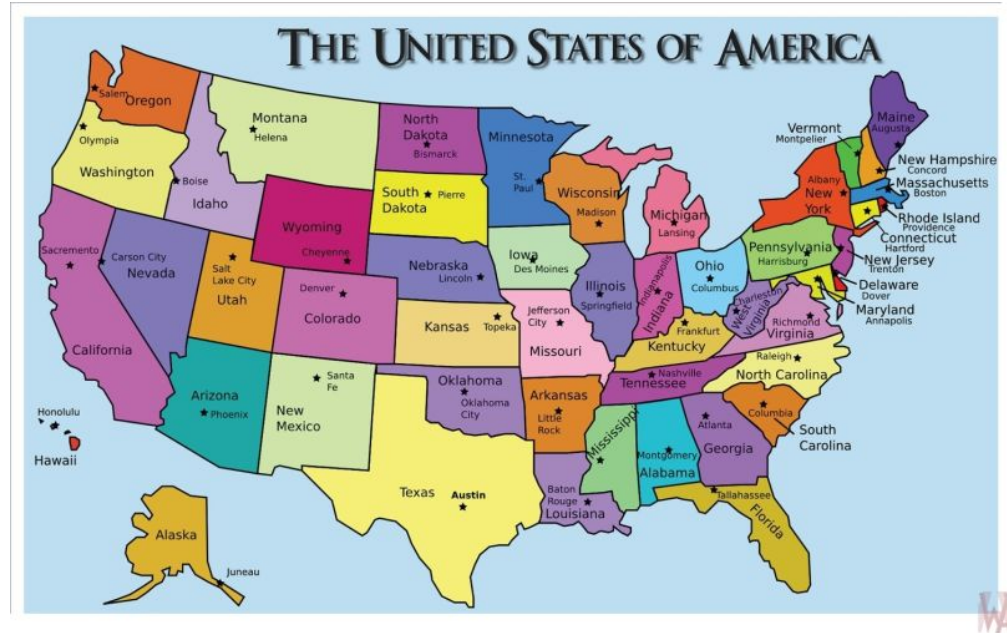 THE UNITED STATES OF AMERICA
Salem
Oregon
Olympia
Washington
Boise
Idaho
Montana
Helena
North
Dakota
Bismarck
Minnesota
St.
Paul
South
Dakota
Pierre
Wyoming
Cheyenne
Wisconsin
Madison
Michigan
Lansing
Maine
Augusta
Vermont
Montpelier
New Hampshire
Concord
Massachusetts
Boston
Albany
New
York
Rhode Island
Providence
Connecticut
Hartford
New Jersey
Trenton
Pennsylvania
Harrisburg
Delaware
Dover
Maryland
Annapolis
Sacremento
California
Carson City
Nevada
Salt
Lake City
Utah
Denver
Colorado
Nebraska
Lincoln
Iowa
Des Moines
Illinois
Springfield
Indianapolis
Indiana
Ohio
Columbus
Charleston
West
Virginia
Richmond
Virginia
Kansas
Topeka
Jefferson
City
Missouri
Frankfurt
Kentucky
Raleigh
North Carolina
Nashville
Tennessee
Arizona
Phoenix
Santa
Fe
New
Mexico
Oklahoma
Oklahoma
City
Arkansas
Little
Rock
Mississippi
Montgomery
Alabama
Atlanta
Georgia
Columbia
South
Carolina
Honolulu
Hawaii
Texas
Austin
Baton
Rouge
Louisiana
Tallahassee
Florida
Alaska
Juneau
W